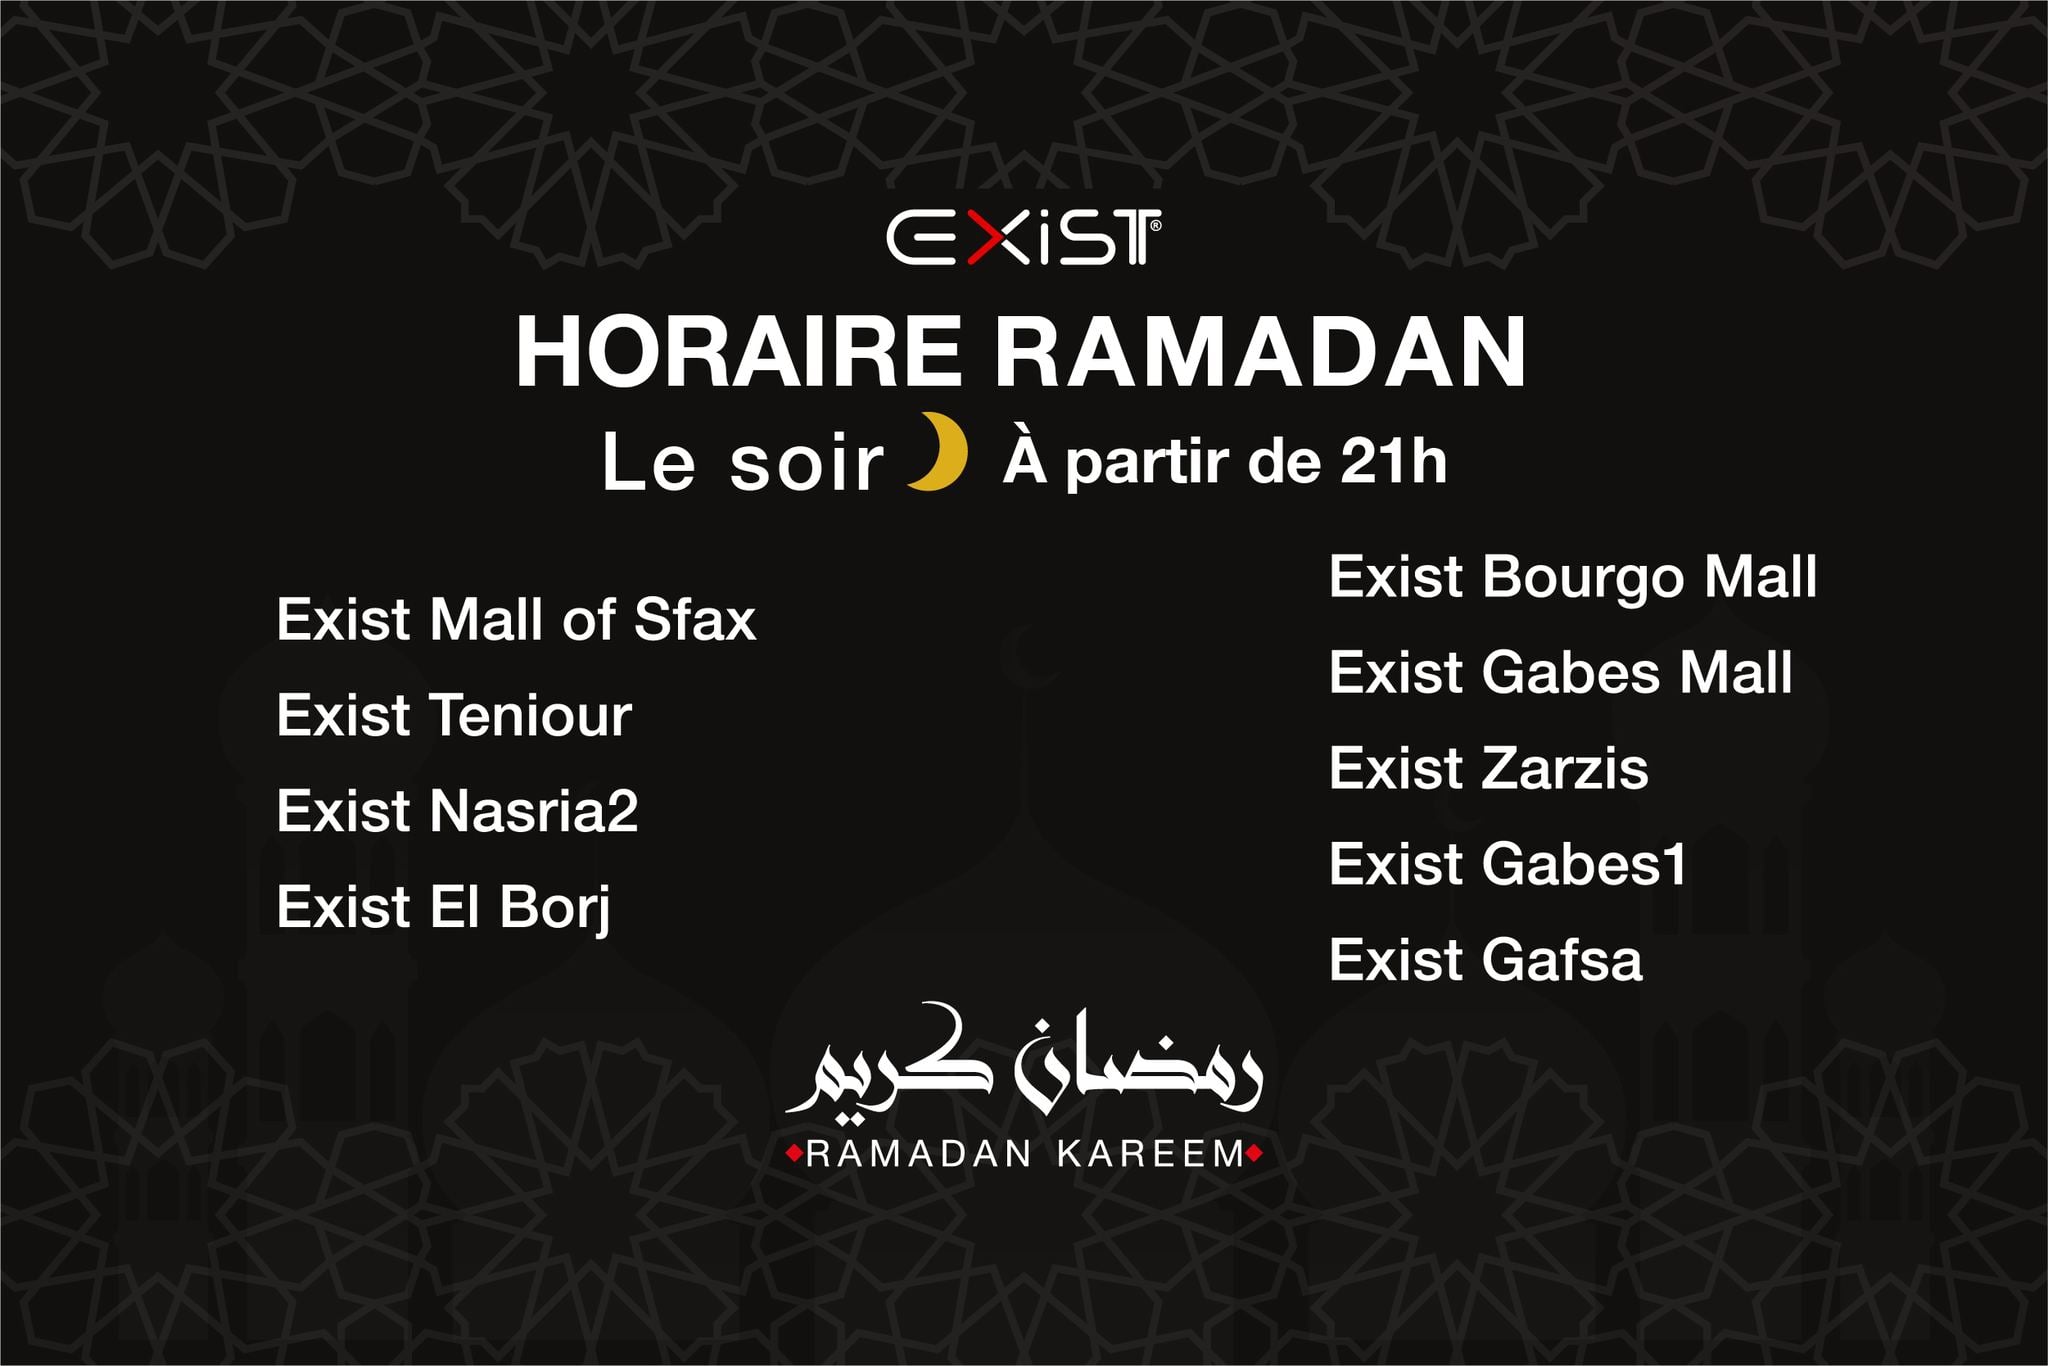 EXiST®
HORAIRE RAMADAN
Le soir À partir de 21h
Exist Mall of Sfax
Exist Teniour
Exist Nasria2
Exist El Borj
Exist Bourgo Mall
Exist Gabes Mall
Exist Zarzis
Exist Gabes1
Exist Gafsa
رمضان كريم
RAMADAN KAREEM